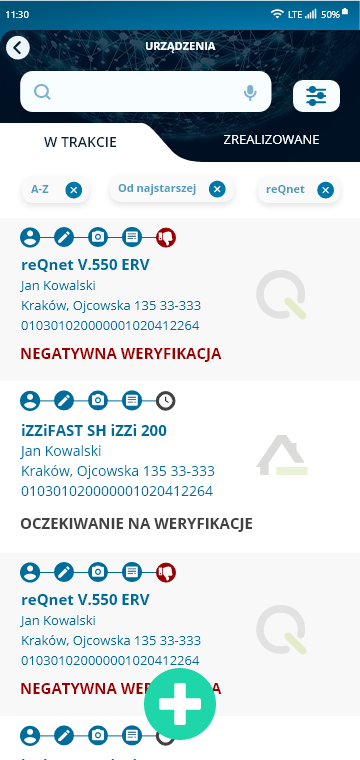 11:30
LTE
50%
URZĄDZENIA
W TRAKCIE
ZREALIZOWANE
A-Z
Od najstarszej
reQnet
reQnet V.550 ERV
Jan Kowalski
Kraków, Ojcowska 135 33-333
010301020000001020412264
NEGATYWNA WERYFIKACJA
iZZiFAST SH iZZi 200
Jan Kowalski
Kraków, Ojcowska 135 33-333
010301020000001020412264
OCZEKIWANIE NA WERYFIKACJE
reQnet V.550 ERV
Jan Kowalski
Kraków, Ojcowska 135 33-333
010301020000001020412264
NEGATYWNA